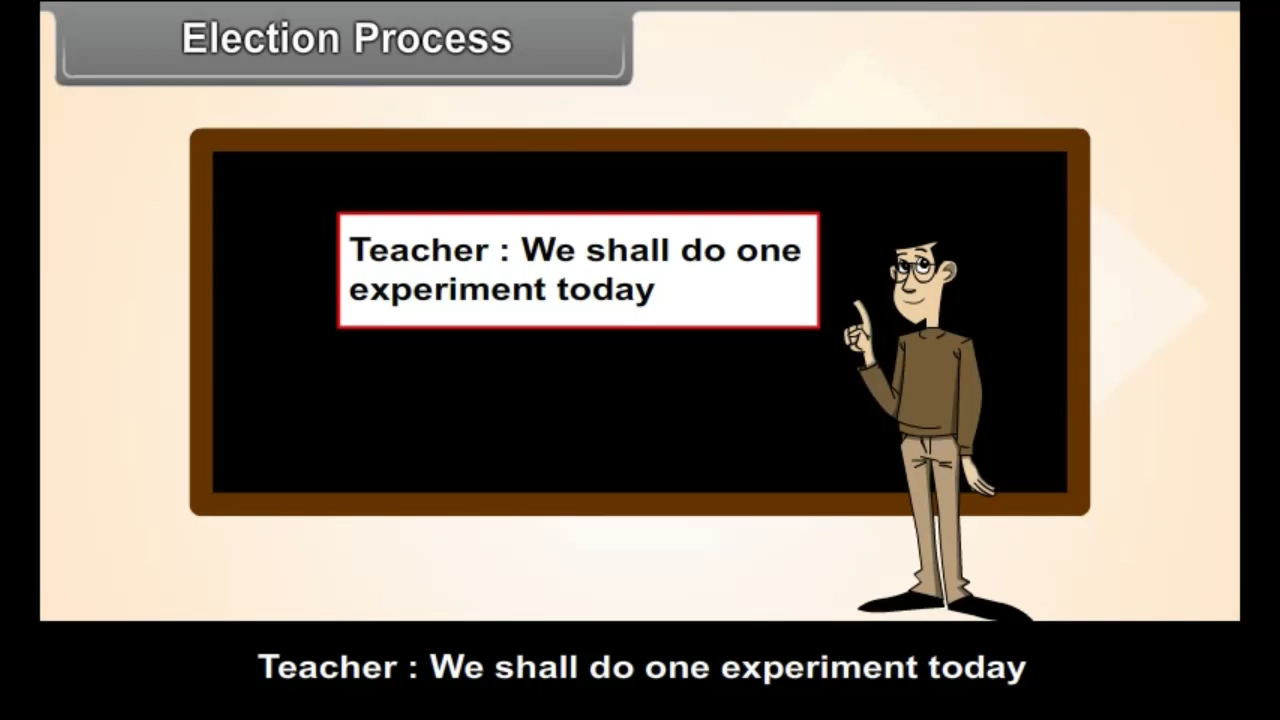 Election Process
Teacher : We shall do one
experiment today
Teacher : We shall do one experiment today